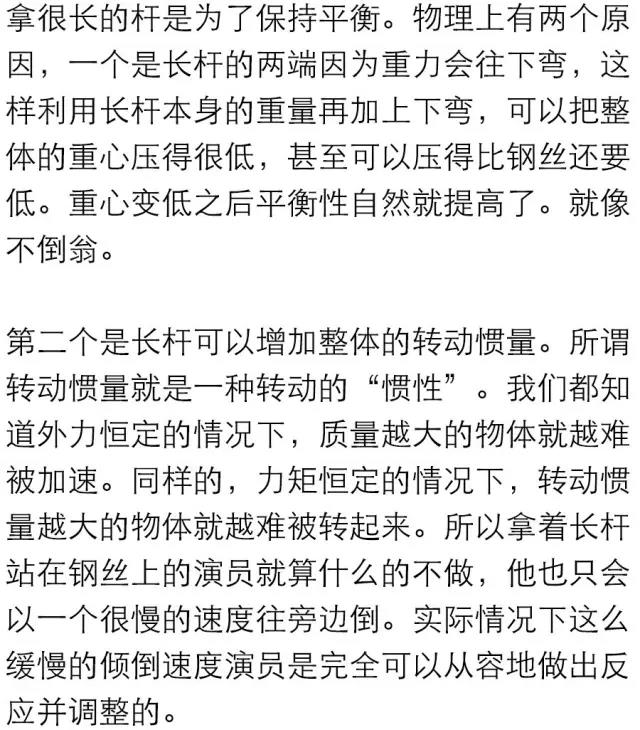 拿很长的杆是为了保持平衡。物理上有两个原
因，一个是长杆的两端因为重力会往下弯，这
样利用长杆本身的重量再加上下弯，可以把整
体的重心压得很低，甚至可以压得比钢丝还要
低。重心变低之后平衡性自然就提高了。就像
不倒翁。
第二个是长杆可以增加整体的转动惯量。所谓
转动惯量就是一种转动的“惯性”。我们都知
道外力恒定的情况下，质量越大的物体就越难
被加速。同样的，力矩恒定的情况下，转动惯
量越大的物体就越难被转起来。所以拿着长杆
站在钢丝上的演员就算什么的不做，他也只会
以一个很慢的速度往旁边倒。实际情况下这么
缓慢的倾倒速度演员是完全可以从容地做出反
应并调整的。